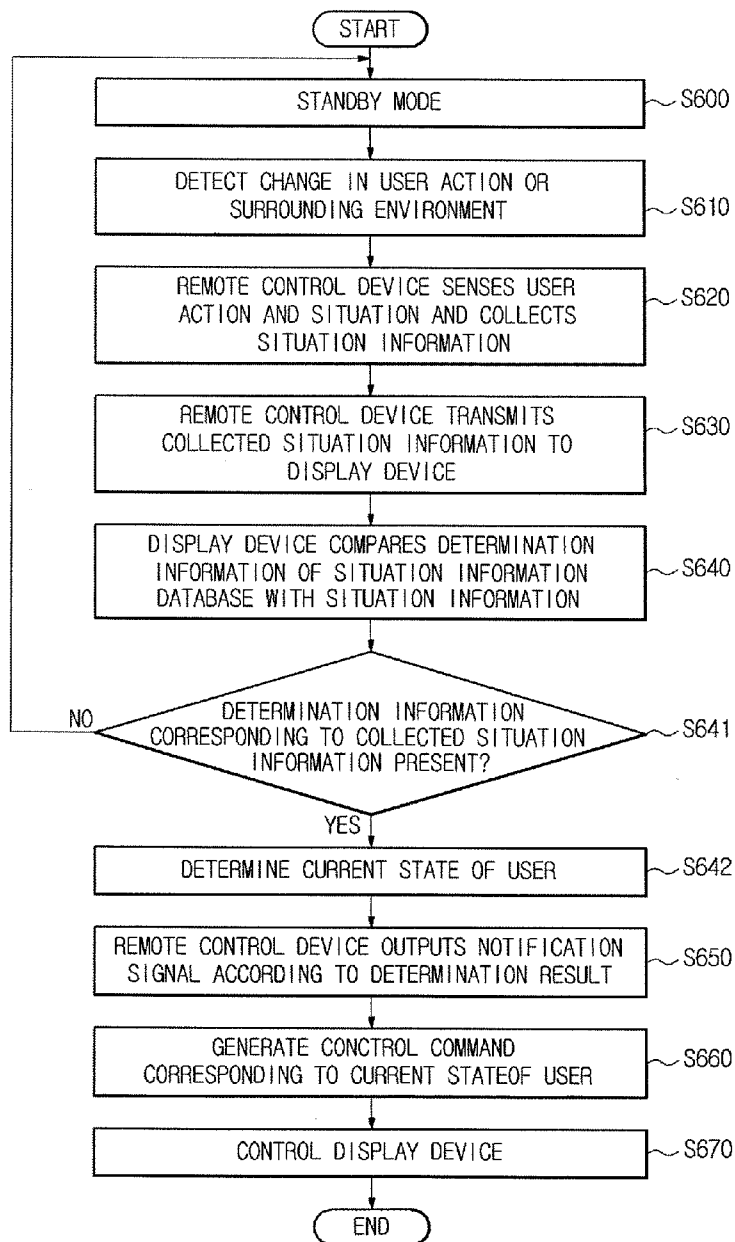 START
STANDBY MODE
S600
DETECT CHANGE IN USER ACTION OR
SURROUNDING ENVIRONMENT
S610
REMOTE CONTROL DEVICE SENSES USER
ACTION AND SITUATION AND COLLECTS
SITUATION INFORMATION
S620
REMOTE CONTROL DEVICE TRANSMITS
COLLECTED SITUATION INFORMATION TO
DISPLAY DEVICE
S630
DISPLAY DEVICE COMPARES DETERMINATION
INFORMATION OF SITUATION INFORMATION
DATABASE WITH SITUATION INFORMATION
S640
NO
DETERMINATION INFORMATION
CORRESPONDING TO COLLECTED SITUATION
INFORMATION PRESENT?
S641
YES
DETERMINE CURRENT STATE OF USER
S642
REMOTE CONTROL DEVICE OUTPUTS NOTIFICATION
SIGNAL ACCORDING TO DETERMINATION RESULT
S650
GENERATE CONCTROL COMMAND
CORRESPONDING TO CURRENT STATEOF USER
S660
CONTROL DISPLAY DEVICE
S670
END